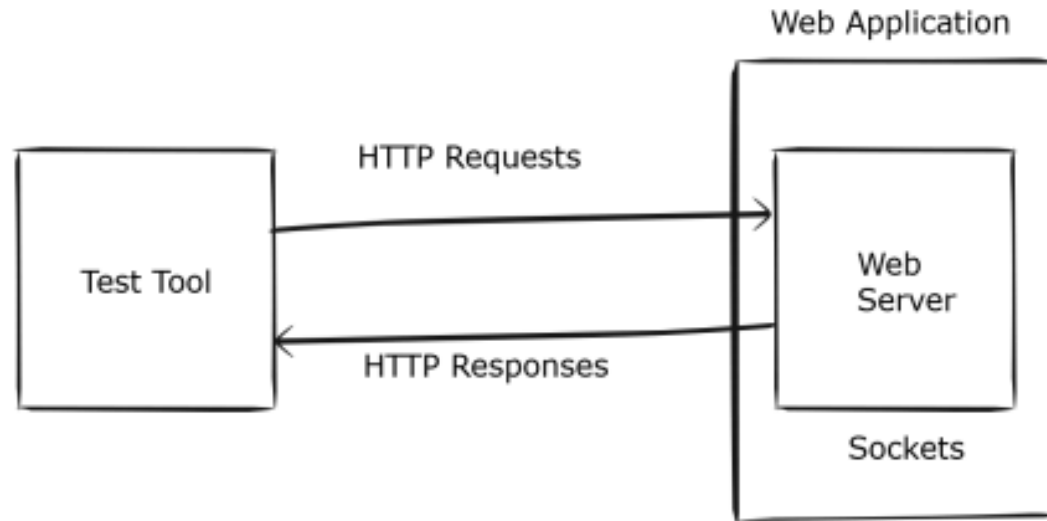 Web Application
HTTP Requests
Test Tool
Web
Server
HTTP Responses
Sockets